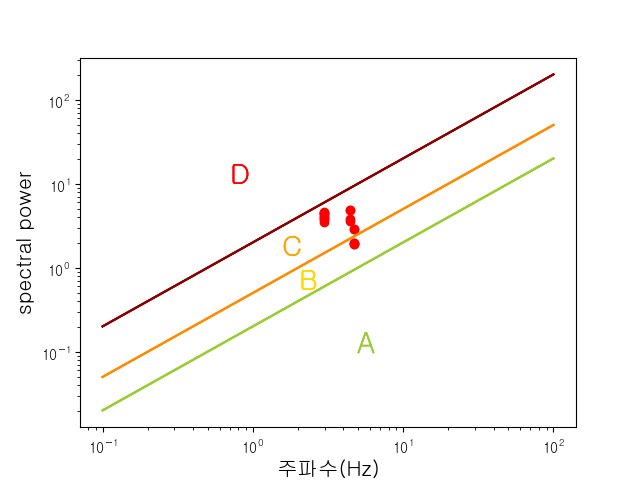 D
C
B
A
spectral power
10²
10¹
10⁰
10⁻¹
10⁻¹
10⁰
10¹
10²
주파수(Hz)